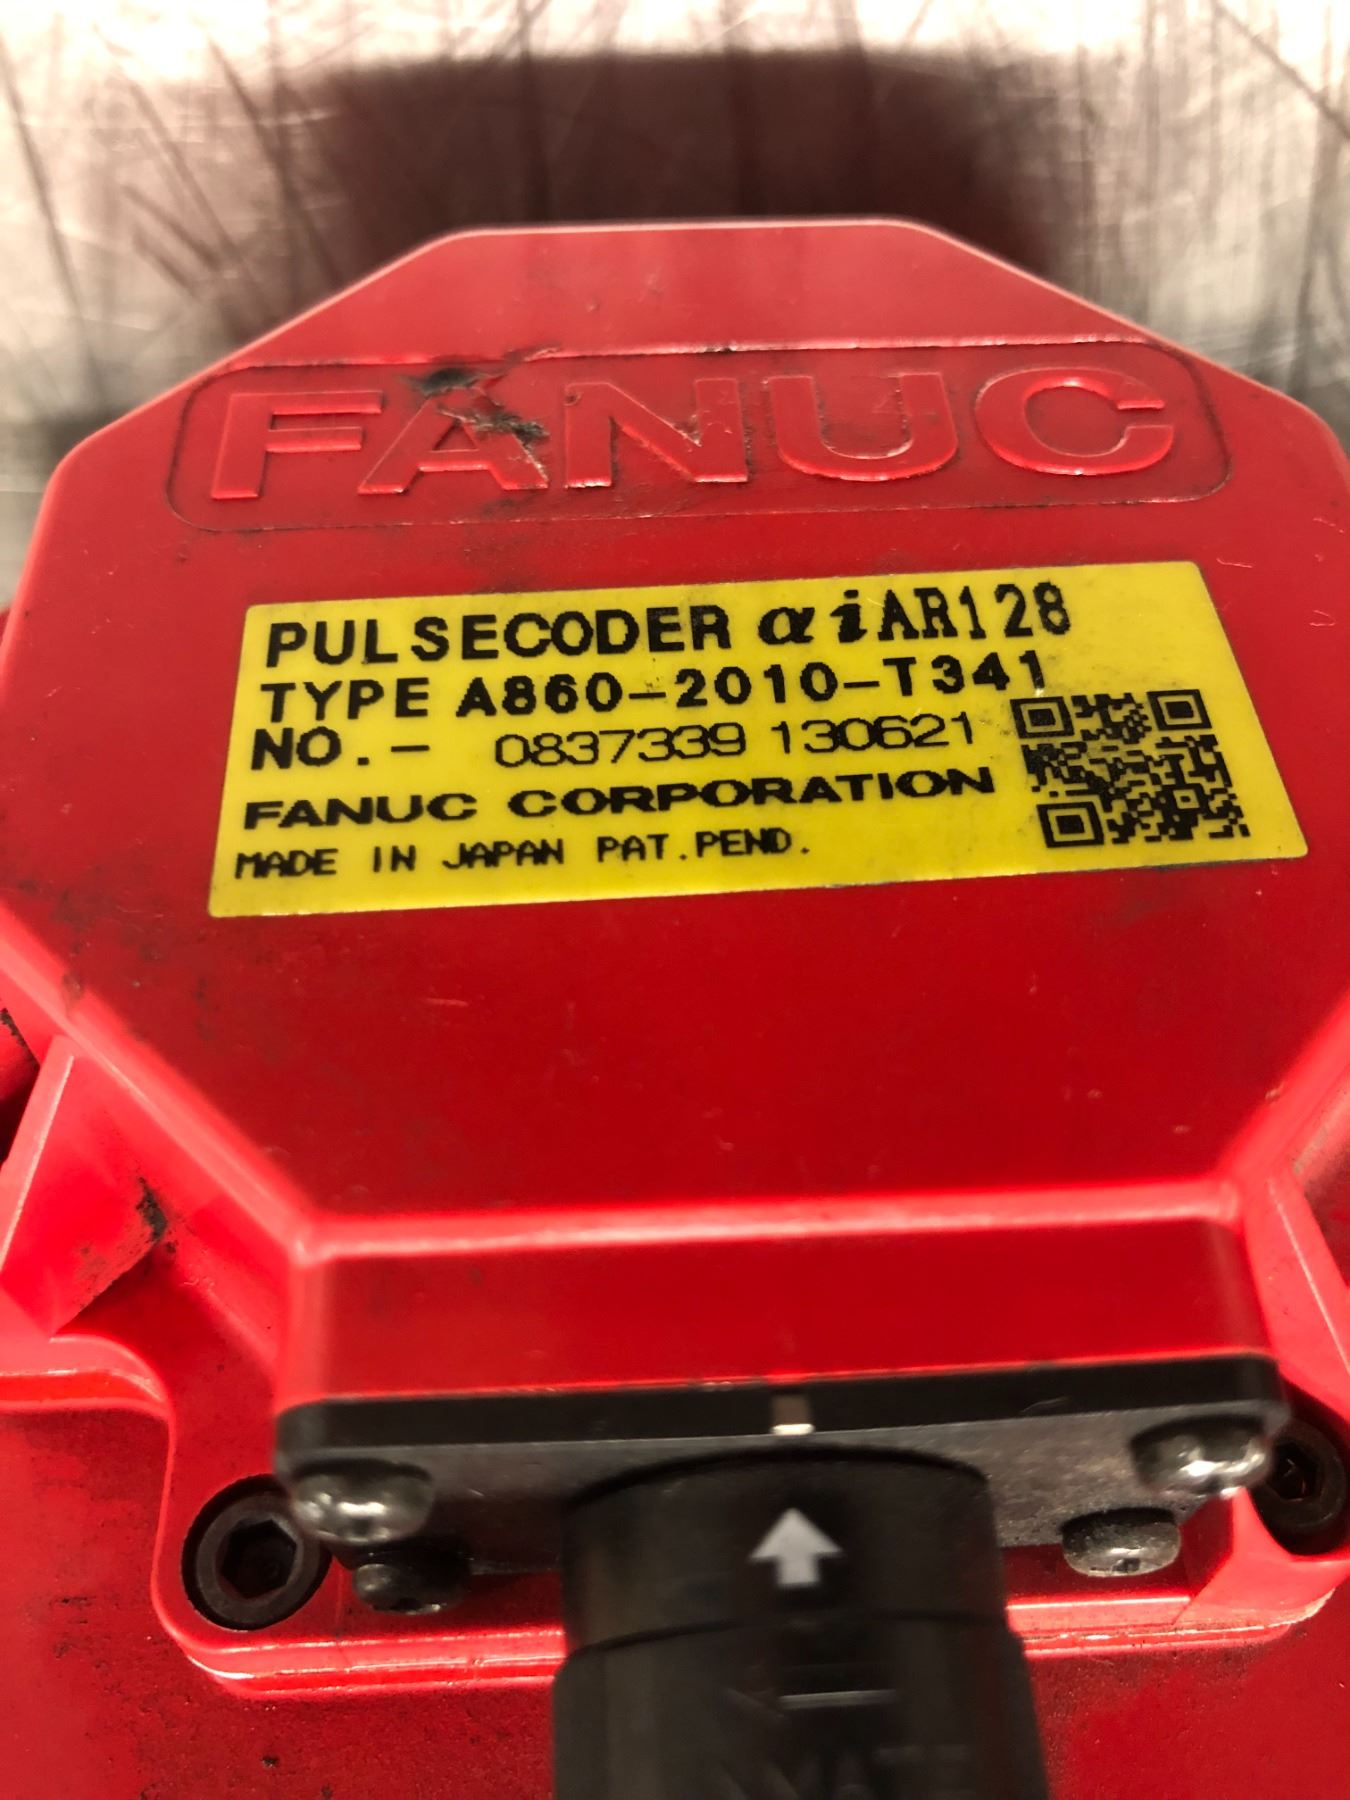 FANUC
PULSECODER αiAR128
TYPE A860-2010-T341
NO.- 0837339 130621
FANUC CORPORATION
MADE IN JAPAN PAT.PEND.